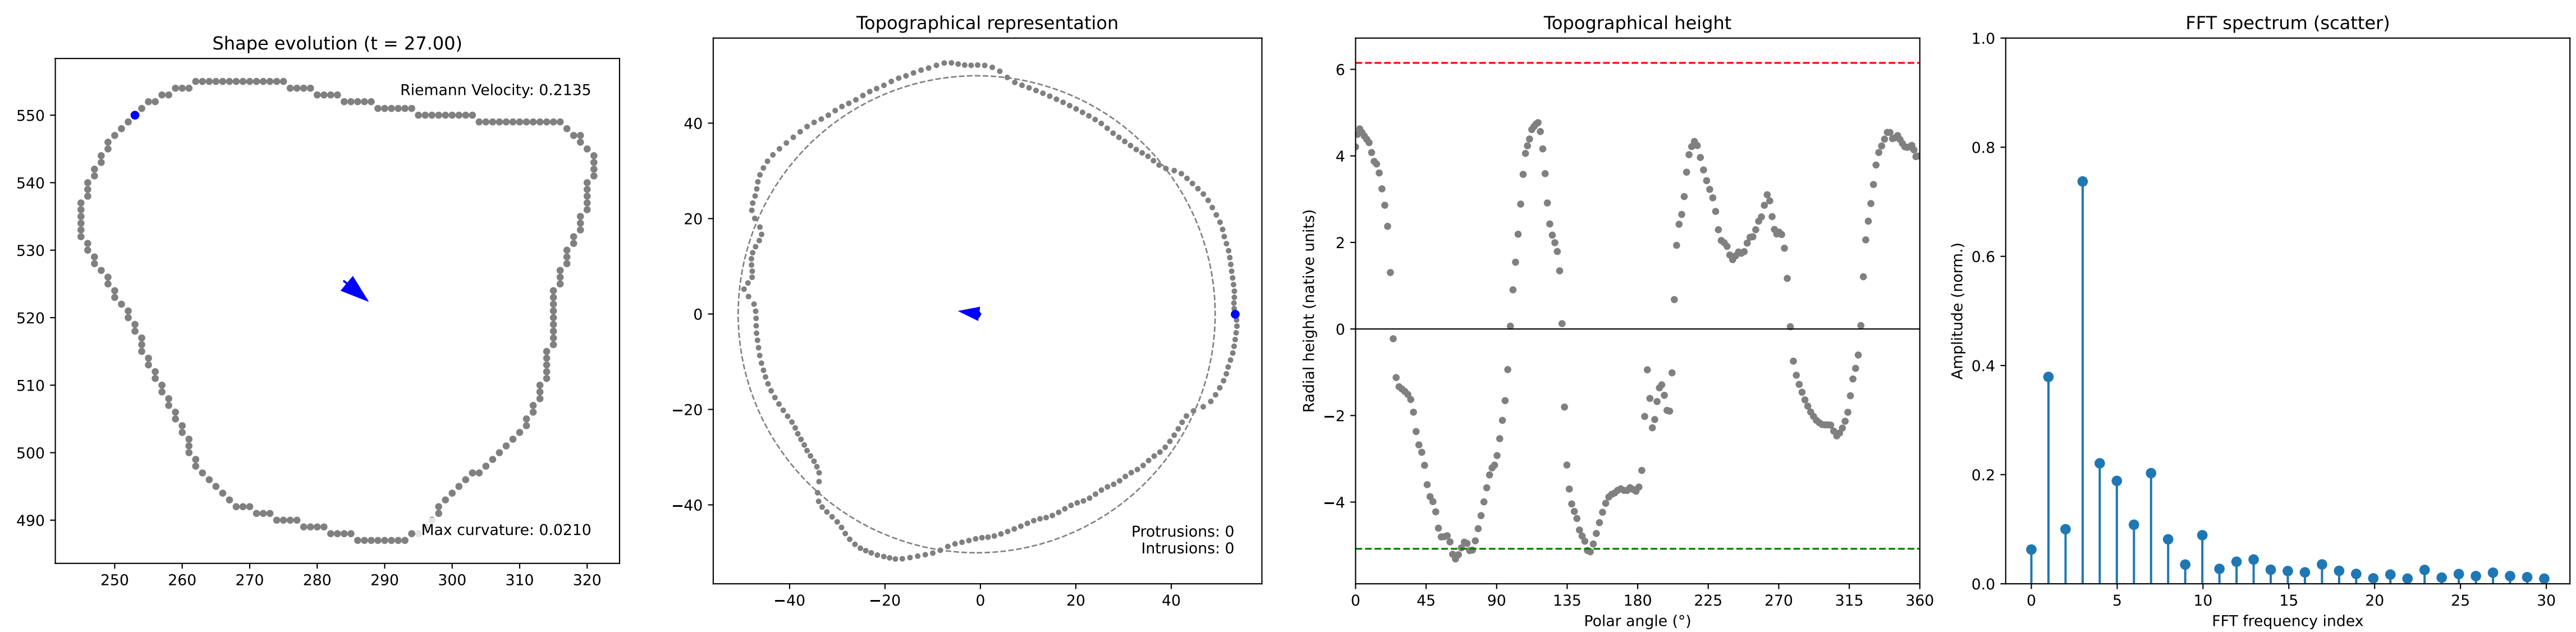 Shape evolution (t = 27.00)
Riemann Velocity: 0.2135
Max curvature: 0.0210
550
540
530
520
510
500
490
250 260 270 280 290 300 310 320
Topographical representation
Protrusions: 0
Intrusions: 0
40
20
0
−20
−40
−40 −20 0 20 40
Topographical height
Radial height (native units)
6
4
2
0
−2
−4
0 45 90 135 180 225 270 315 360
Polar angle (°)
FFT spectrum (scatter)
Amplitude (norm.)
1.0
0.8
0.6
0.4
0.2
0.0
0 5 10 15 20 25 30
FFT frequency index